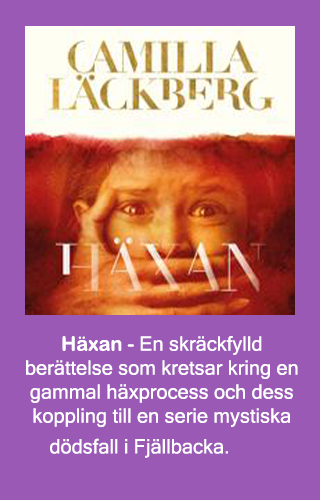 CAMILLA
LÄCKBERG
HÄXAN
Häxan - En skräckfylld
berättelse som kretsar kring en
gammal häxprocess och dess
koppling till en serie mystiska
dödsfall i Fjällbacka.